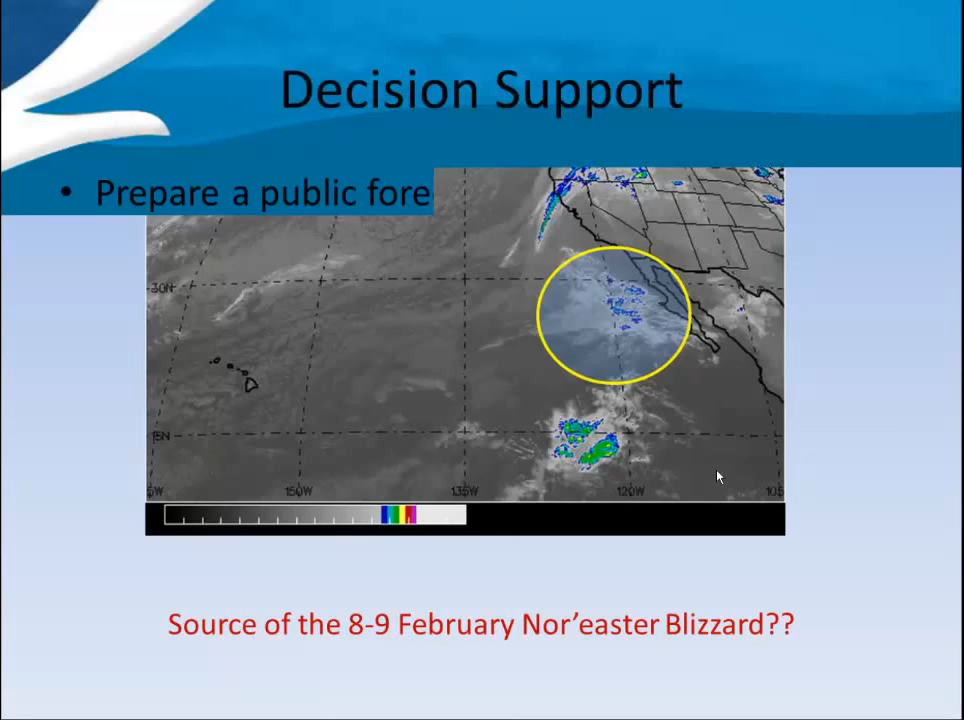 Decision Support
• Prepare a public fore
30N
15N
150W 135W 120W 105
Source of the 8-9 February Nor’easter Blizzard??